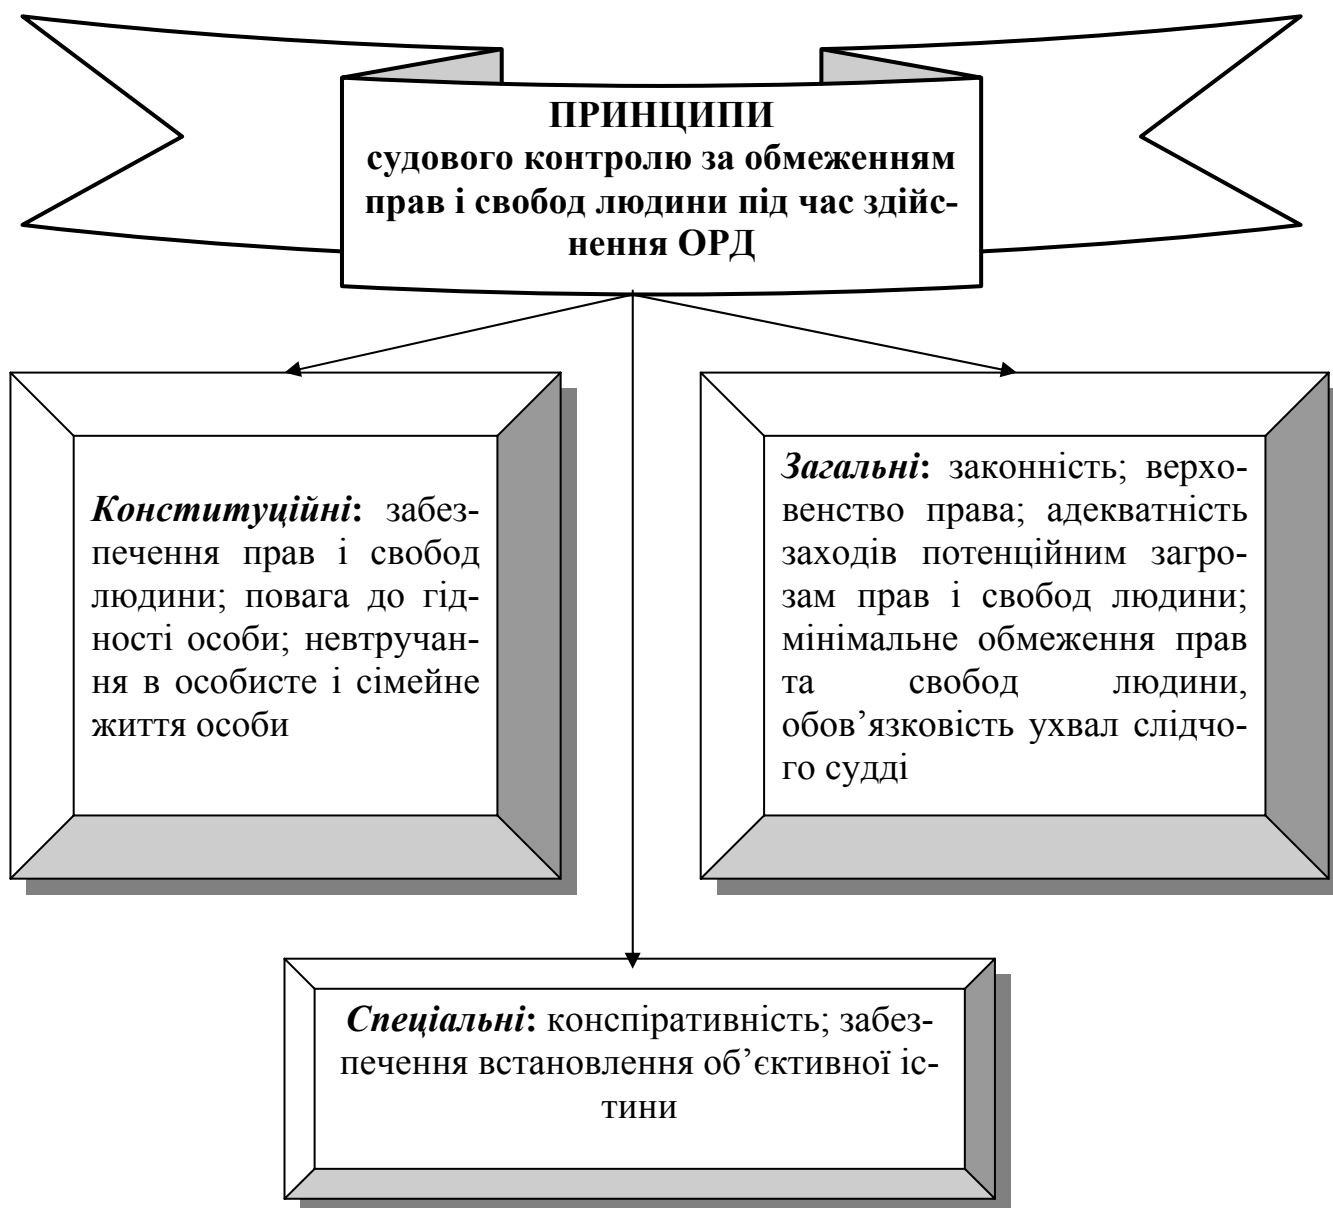 ПРИНЦИПИ
судового контролю за обмеженням
прав і свобод людини під час здійс-
нення ОРД
Конституційні: забез-
печення прав і свобод
людини; повага до гід-
ності особи; невтручан-
ня в особисте і сімейне
життя особи
Загальні: законність; верхо-
венство права; адекватність
заходів потенційним загро-
зам прав і свобод людини;
мінімальне обмеження прав
та свобод людини,
обов’язковість ухвал слідчо-
го судді
Спеціальні: конспіративність; забез-
печення встановлення об’єктивної іс-
тини